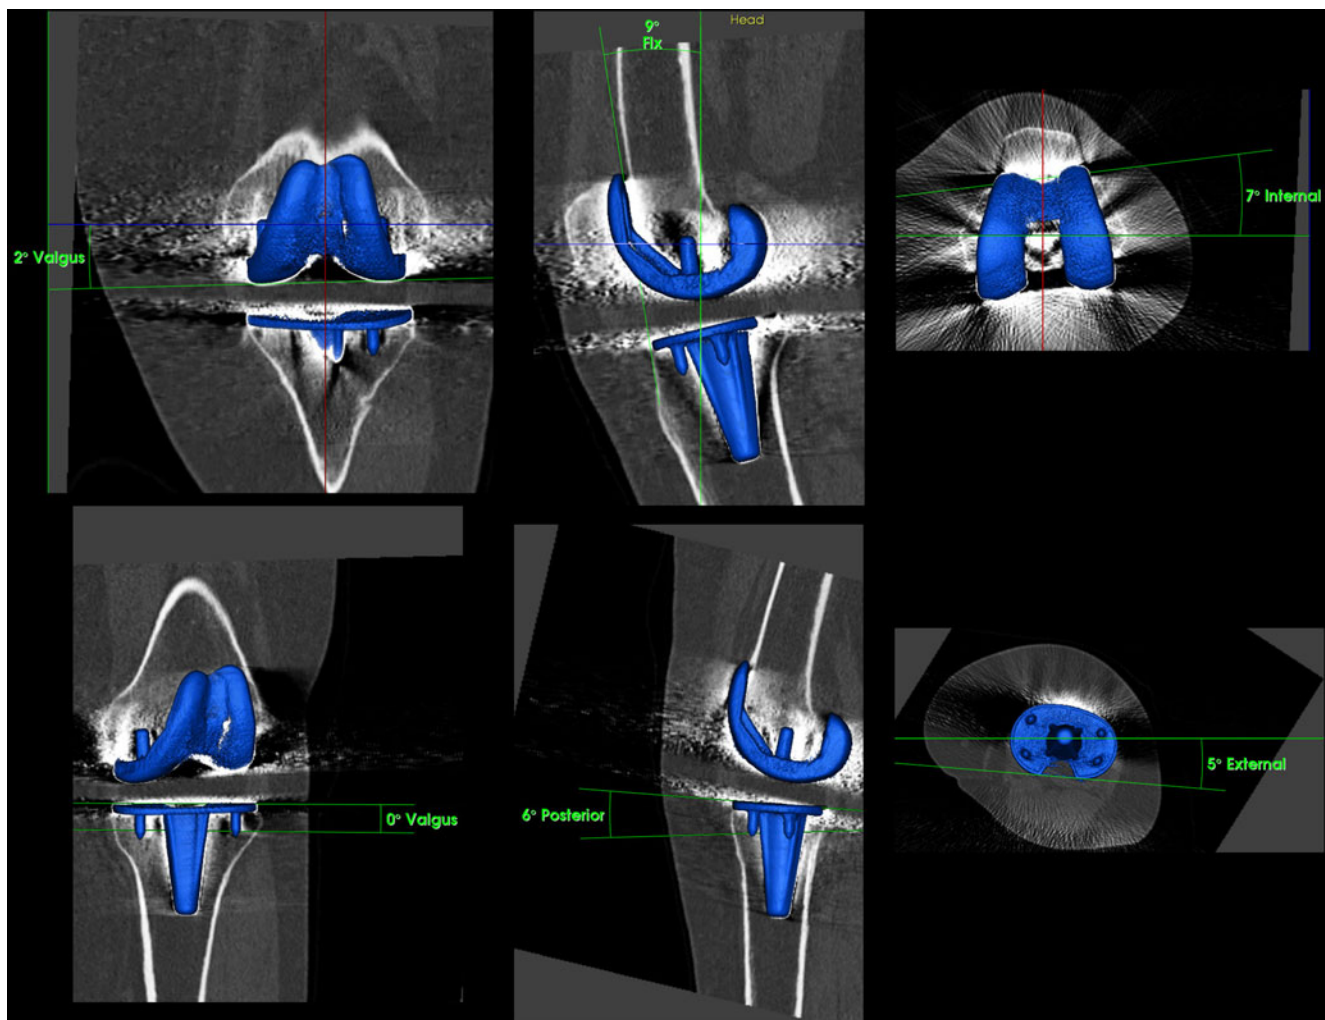 Head
9°
Flx
2° Valgus
7° Internal
0° Valgus
6° Posterior
5° External